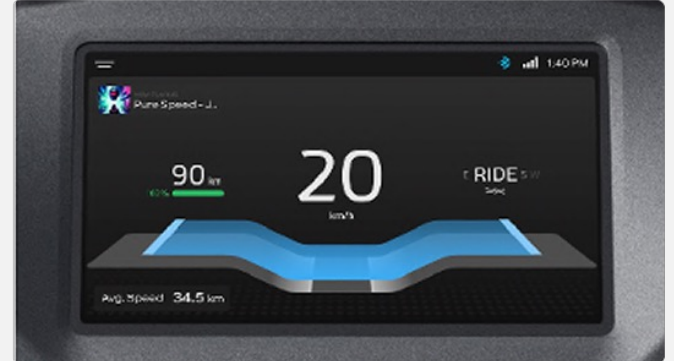 1:40 PM
Pure Speed - J..
90 km
20
km/h
RIDE S W
Avg. Speed 34.5 km